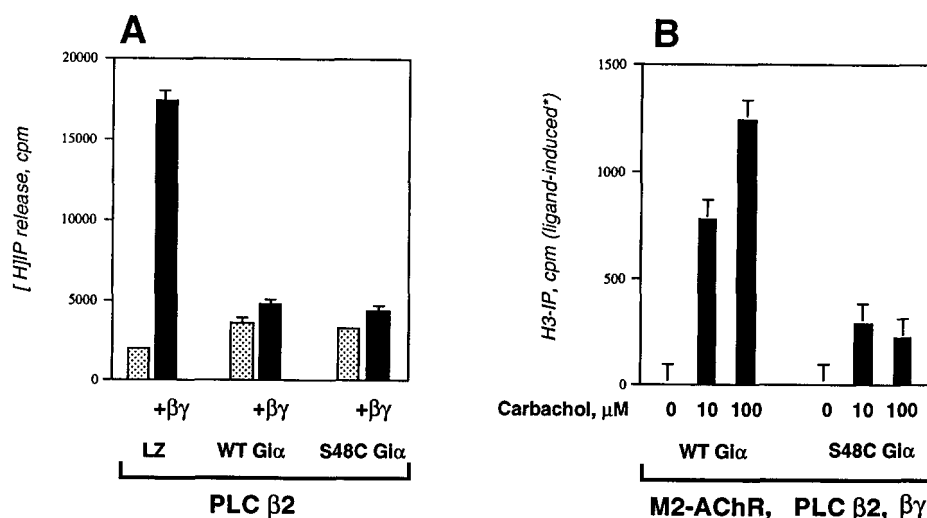 A
20000
15000
10000
5000
0
[ H]IP release, cpm
+βγ +βγ +βγ
LZ WT Giα S48C Giα
PLC β2
B
1500
1000
500
0
H3-IP, cpm (ligand-induced*)
Carbachol, μM 0 10 100 0 10 100
WT Giα S48C Giα
M2-AChR, PLC β2, βγ